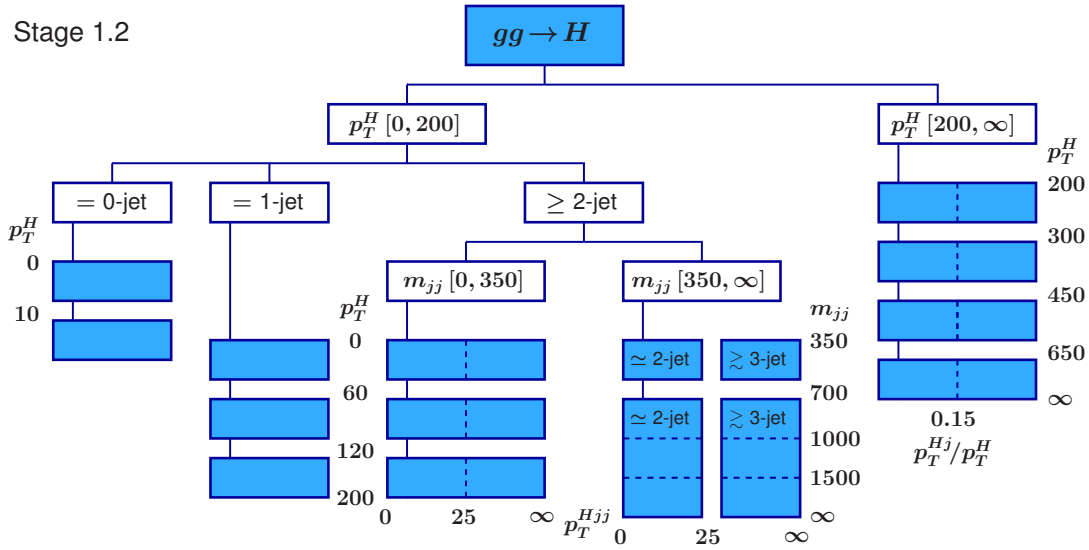 Stage 1.2
gg → H
p_T^H [0, 200]
p_T^H [200, ∞]
p_T^H
= 0-jet
= 1-jet
≥ 2-jet
200
p_T^H
300
0
m_jj [0, 350]
m_jj [350, ∞]
10
p_T^H
m_jj
450
0
≃ 2-jet
≳ 3-jet
350
650
60
700
∞
≃ 2-jet
≳ 3-jet
0.15
120
1000
p_T^Hj/p_T^H
1500
200
0 25 ∞
p_T^Hjj
0 25 ∞
∞